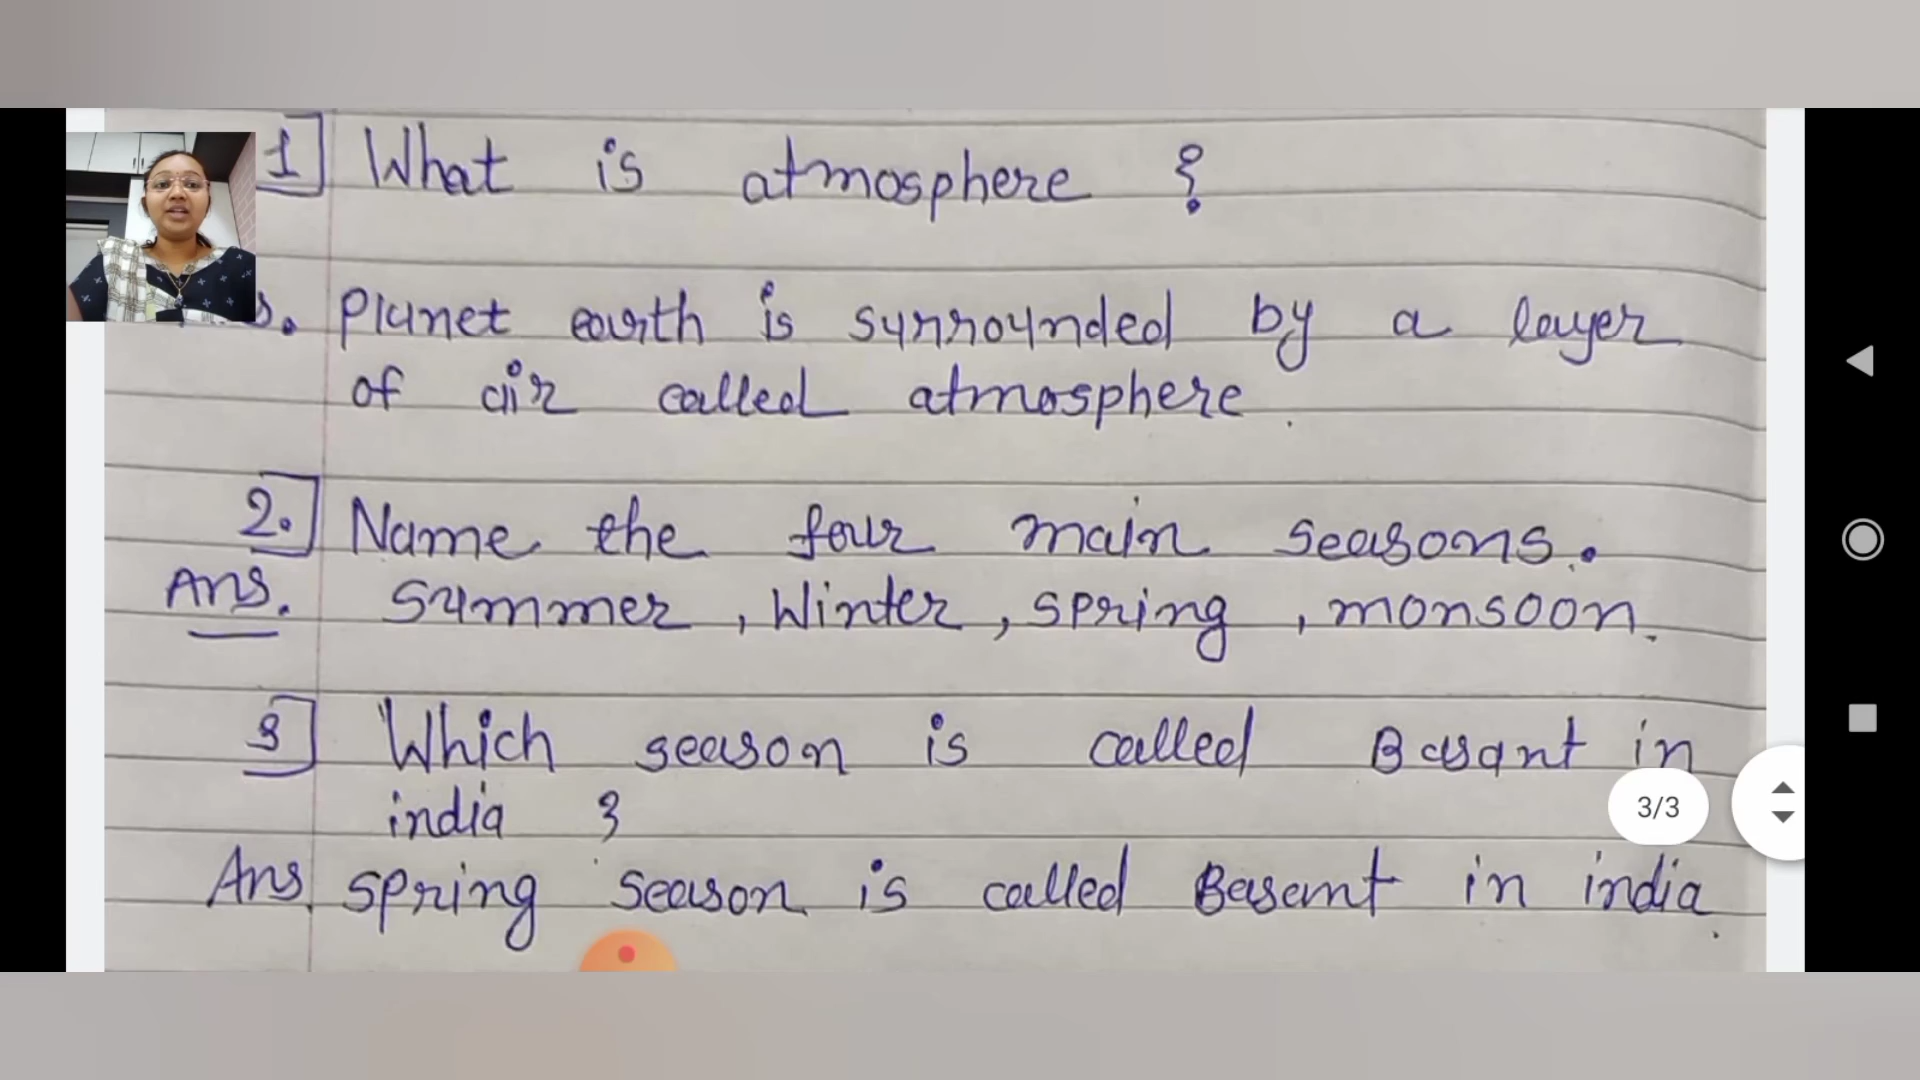 1] What is atmosphere ?
s. Planet earth is surrounded by a layer
of air called atmosphere.
2.] Name the four main seasons.
Ans. Summer, Winter, spring, monsoon.
3] Which season is called Basant in
india ?
3/3
Ans. spring season is called Basant in india.